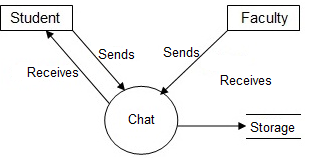 Student
Faculty
Sends
Sends
Receives
Receives
Chat
Storage